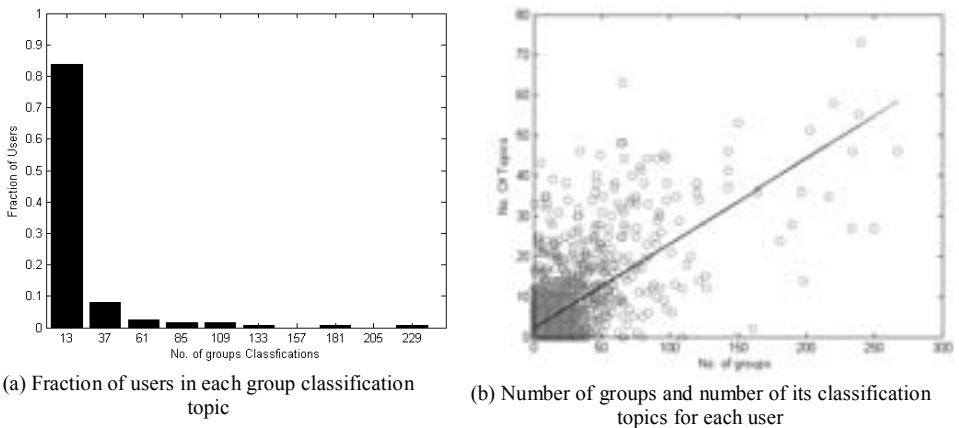 1
0.9
0.8
0.7
0.6
0.5
0.4
0.3
0.2
0.1
0
Fraction of Users
13 37 61 85 109 133 157 181 205 229
No. of groups Classfications
(a) Fraction of users in each group classification
topic
80
70
60
50
40
30
20
10
0
No. Of Topics
0 50 100 150 200 250 300
No. of groups
(b) Number of groups and number of its classification
topics for each user